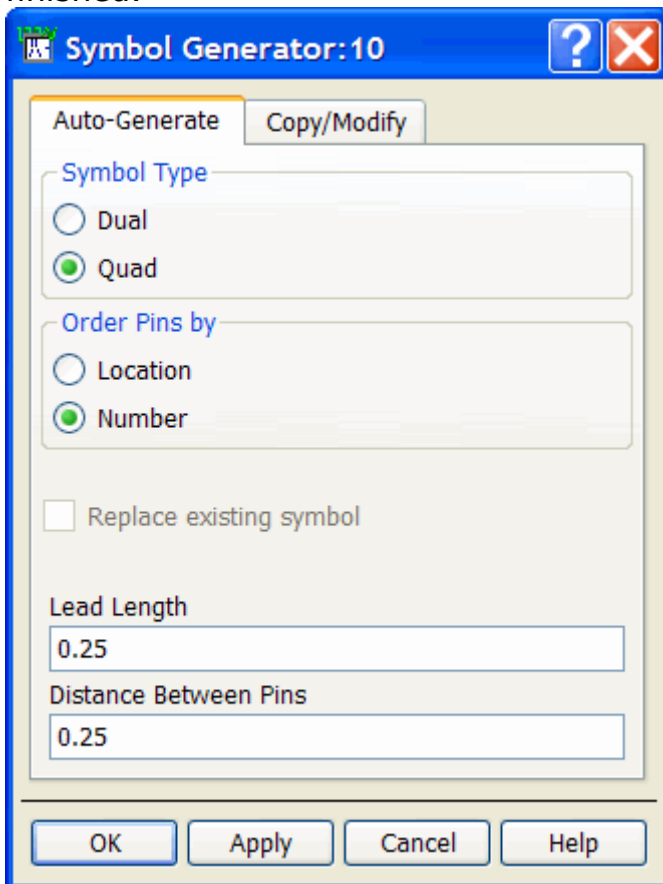 finished.
Symbol Generator:10
Auto-Generate Copy/Modify
Symbol Type
Dual
Quad
Order Pins by
Location
Number
Replace existing symbol
Lead Length
0.25
Distance Between Pins
0.25
OK Apply Cancel Help